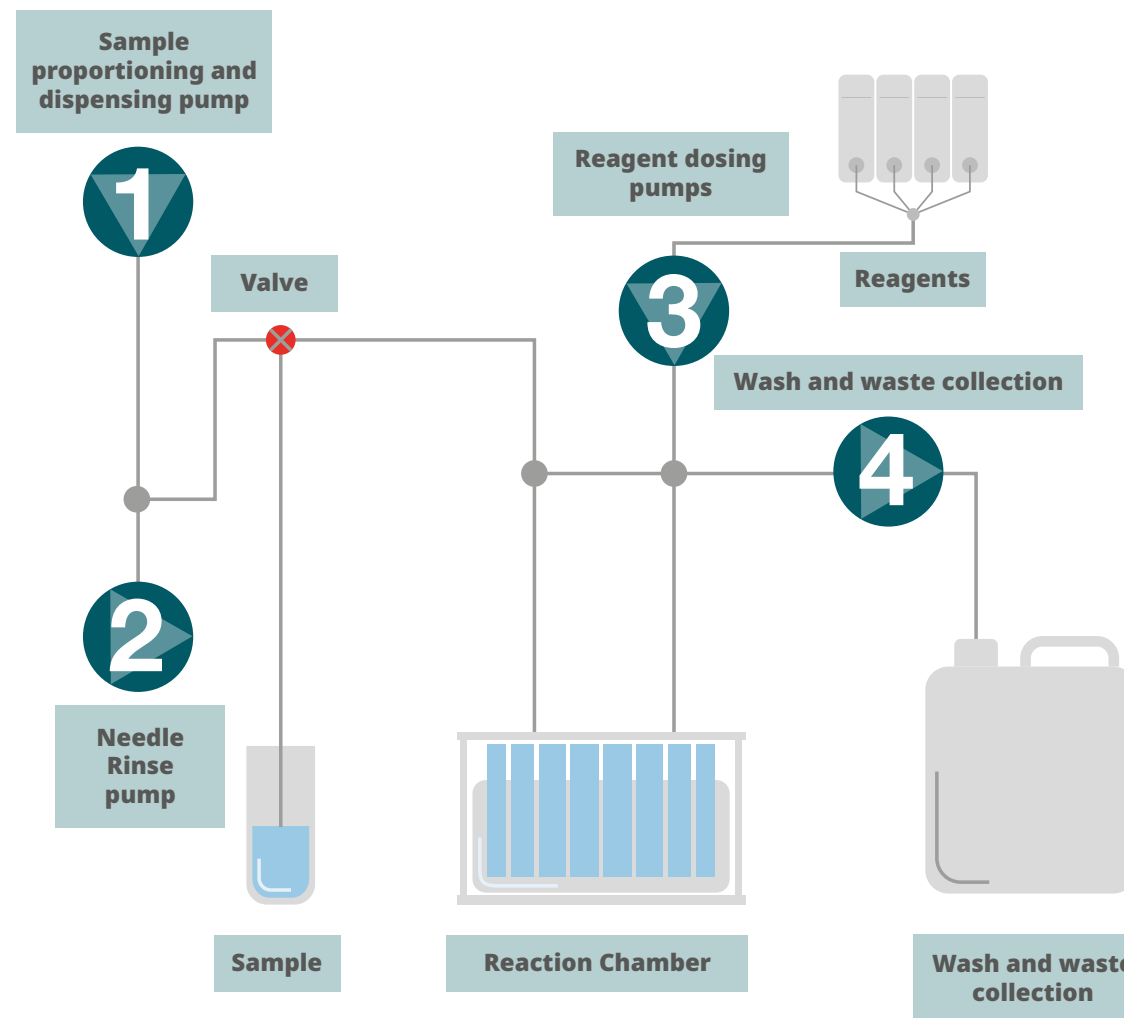 Sample
proportioning and
dispensing pump
1
Reagent dosing
pumps
Valve
Reagents
3
Wash and waste collection
4
2
Needle
Rinse
pump
Sample
Reaction Chamber
Wash and waste
collection